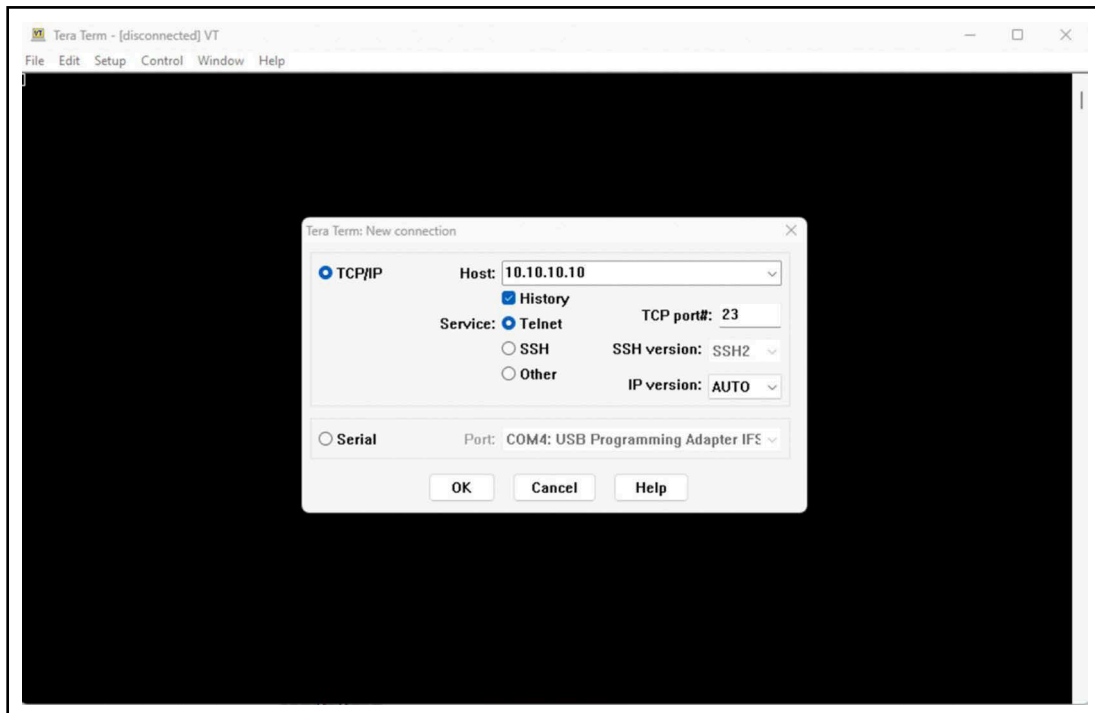 VT Tera Term - [disconnected] VT
File Edit Setup Control Window Help
Tera Term: New connection
TCP/IP Host: 10.10.10.10
History
Service: Telnet TCP port#: 23
SSH SSH version: SSH2
Other IP version: AUTO
Serial Port: COM4: USB Programming Adapter IFS
OK Cancel Help